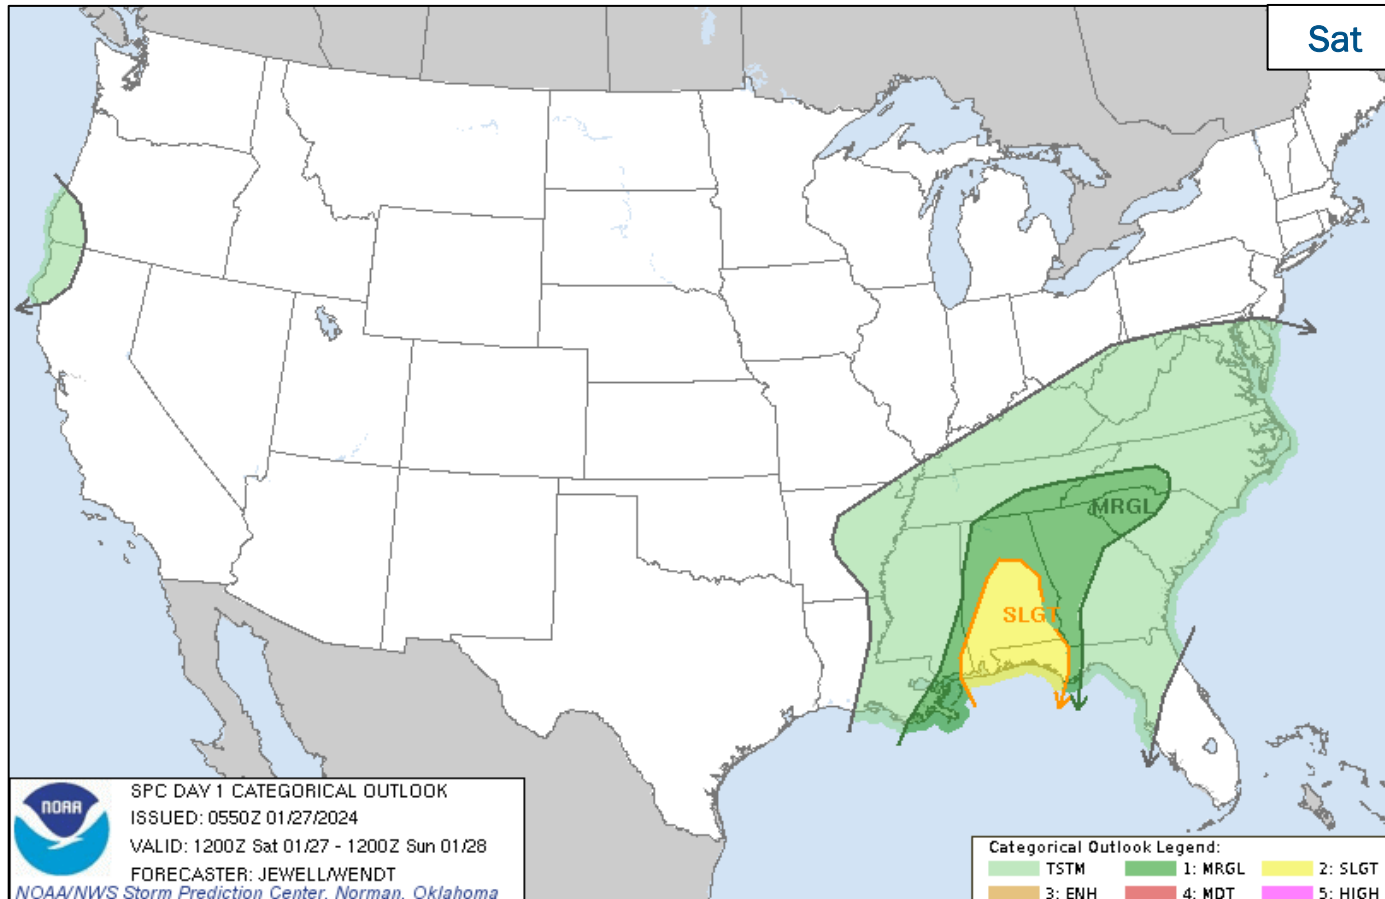 Sat
MRGL
SLGT
NOAA
SPC DAY 1 CATEGORICAL OUTLOOK
ISSUED: 0550Z 01/27/2024
VALID: 1200Z Sat 01/27 - 1200Z Sun 01/28
FORECASTER: JEWELL/WENDT
NOAA/NWS Storm Prediction Center, Norman, Oklahoma
Categorical Outlook Legend:
TSTM 1: MRGL 2: SLGT
3: ENH 4: MDT 5: HIGH